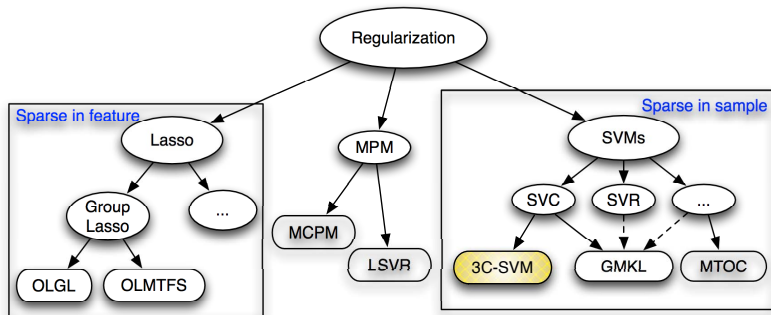 Regularization
Sparse in feature
Sparse in sample
Lasso
MPM
SVMs
Group
Lasso
...
SVC
SVR
...
MCPM
LSVR
3C-SVM
GMKL
MTOC
OLGL
OLMTFS